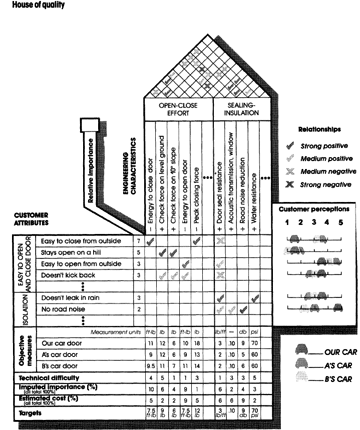 House of quality
OPEN-CLOSE EFFORT
SEALING-INSULATION
Relationships
Strong positive
Medium positive
Medium negative
Strong negative
Relative importance
ENGINEERING CHARACTERISTICS
− Energy to close door
+ Check force on level ground
+ Check force on 10° slope
− Energy to open door
− Peak closing force
•••
+ Door seal resistance
+ Acoustic transmission, window
+ Road noise reduction
+ Water resistance
•••
Customer perceptions
1 2 3 4 5
CUSTOMER ATTRIBUTES
EASY TO OPEN AND CLOSE DOOR
Easy to close from outside 7
Stays open on a hill 5
Easy to open from outside 3
Doesn't kick back 3
•••
ISOLATION
Doesn't leak in rain 3
No road noise 2
•••
Measurement units ft-lb lb lb ft-lb lb lb/ft — db psi
Objective measures
Our car door 11 12 6 10 18 3 .10 9 70
A's car door 9 12 6 9 13 2 .10 5 60
B's car door 9.5 11 7 11 14 2 .10 6 60
OUR CAR
A'S CAR
B'S CAR
Technical difficulty 4 5 1 1 3 1 3 3 5
Imputed importance (%) 10 6 4 9 1 6 2 4 3
(all total 100%)
Estimated cost (%) 5 2 2 9 5 6 6 9 2
(all total 100%)
Targets 7.5 ft-lb 9 lb 6 lb 7.5 ft-lb 12 lb 3 lb/ft .10 9 db 70 psi